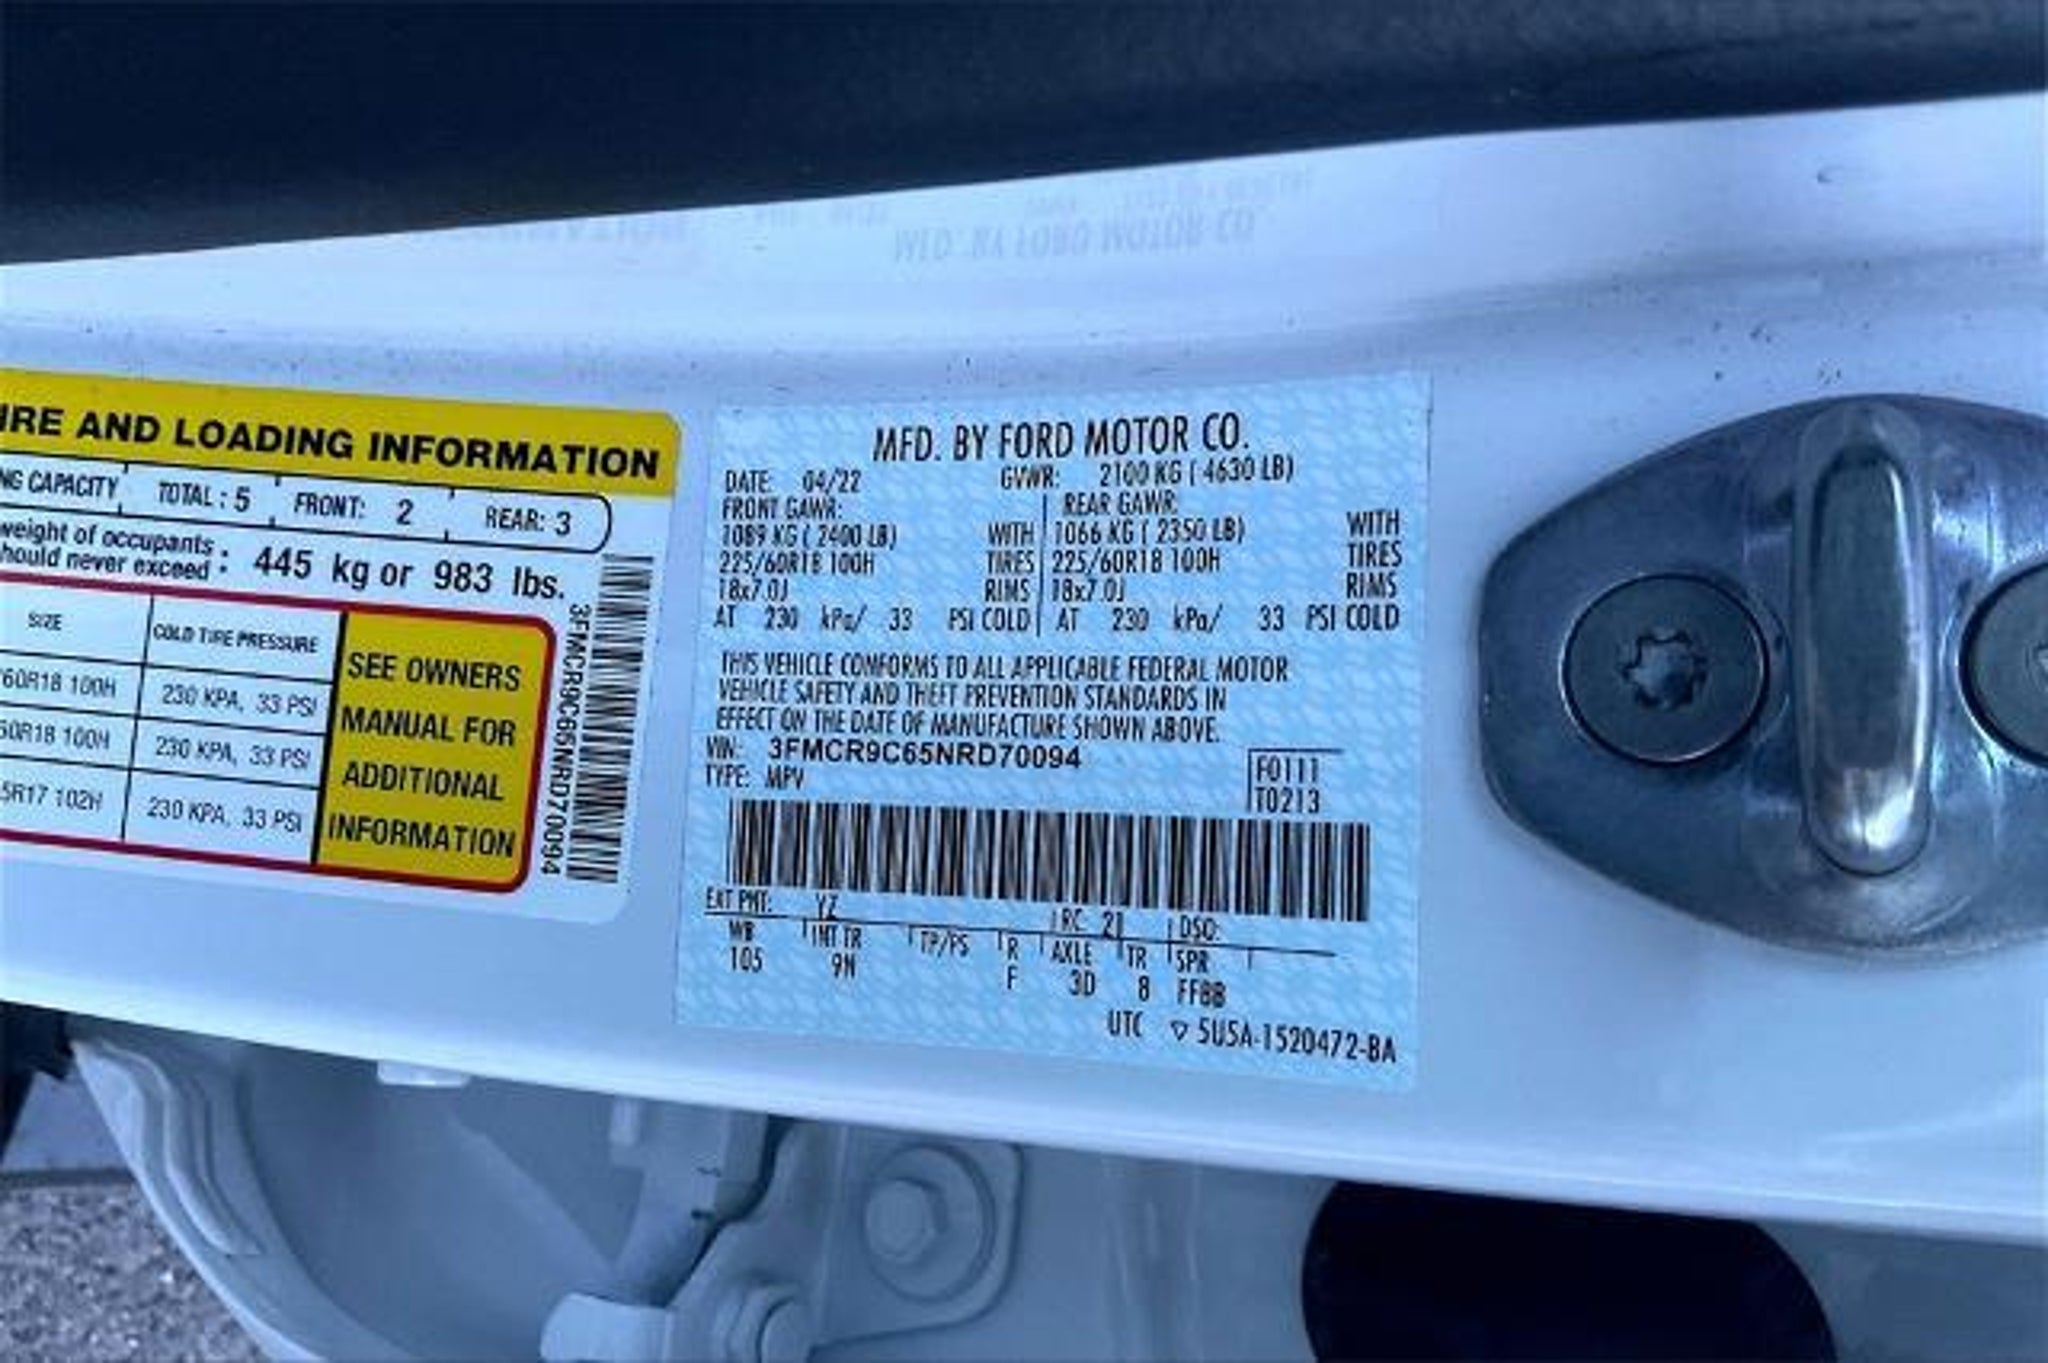 IRE AND LOADING INFORMATION
NG CAPACITY TOTAL : 5 FRONT: 2 REAR: 3
weight of occupants
hould never exceed : 445 kg or 983 lbs.
SIZE COLD TIRE PRESSURE
60R18 100H 230 KPA, 33 PSI
60R18 100H 230 KPA, 33 PSI
5R17 102H 230 KPA, 33 PSI
SEE OWNERS
MANUAL FOR
ADDITIONAL
INFORMATION
3FMCR9C65NRD70094
MFD. BY FORD MOTOR CO.
DATE: 04/22 GVWR: 2100 KG ( 4630 LB)
FRONT GAWR: REAR GAWR:
1089 KG ( 2400 LB) WITH 1066 KG ( 2350 LB) WITH
225/60R18 100H TIRES 225/60R18 100H TIRES
18x7.0J RIMS 18x7.0J RIMS
AT 230 kPa/ 33 PSI COLD AT 230 kPa/ 33 PSI COLD
THIS VEHICLE CONFORMS TO ALL APPLICABLE FEDERAL MOTOR
VEHICLE SAFETY AND THEFT PREVENTION STANDARDS IN
EFFECT ON THE DATE OF MANUFACTURE SHOWN ABOVE.
VIN: 3FMCR9C65NRD70094
TYPE: MPV
F0111
T0213
EXT PNT: YZ RC 21 DSO:
WB INT TR TP/PS R AXLE TR SPR
105 9N F 3D 8 FFBB
UTC ▽ 5U5A-1520472-BA